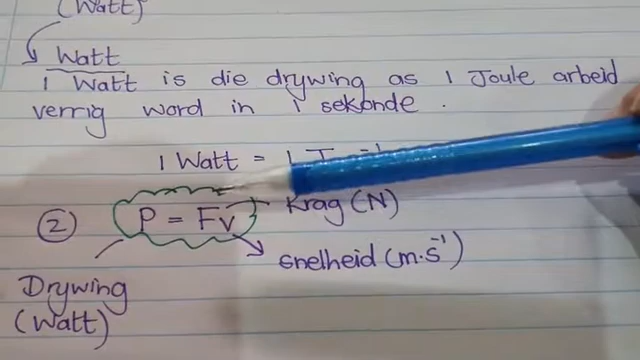 (Watt)
Watt
1 Watt is die drywing as 1 Joule arbeid
verrig word in 1 sekonde .
1 Watt = 1 J
② P = Fv
Krag (N)
snelheid (m·s⁻¹)
Drywing
(Watt)